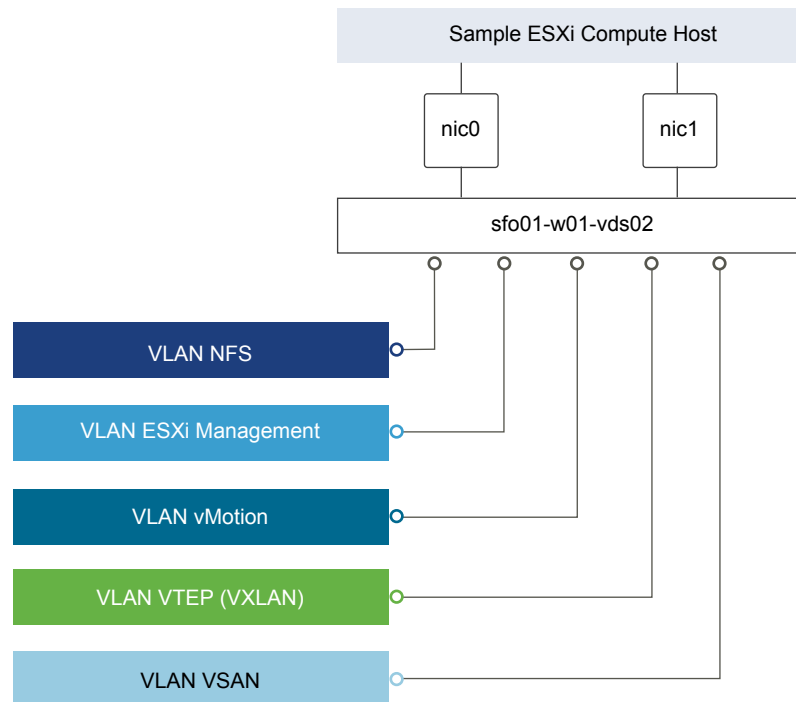 Sample ESXi Compute Host
nic0
nic1
sfo01-w01-vds02
VLAN NFS
VLAN ESXi Management
VLAN vMotion
VLAN VTEP (VXLAN)
VLAN VSAN